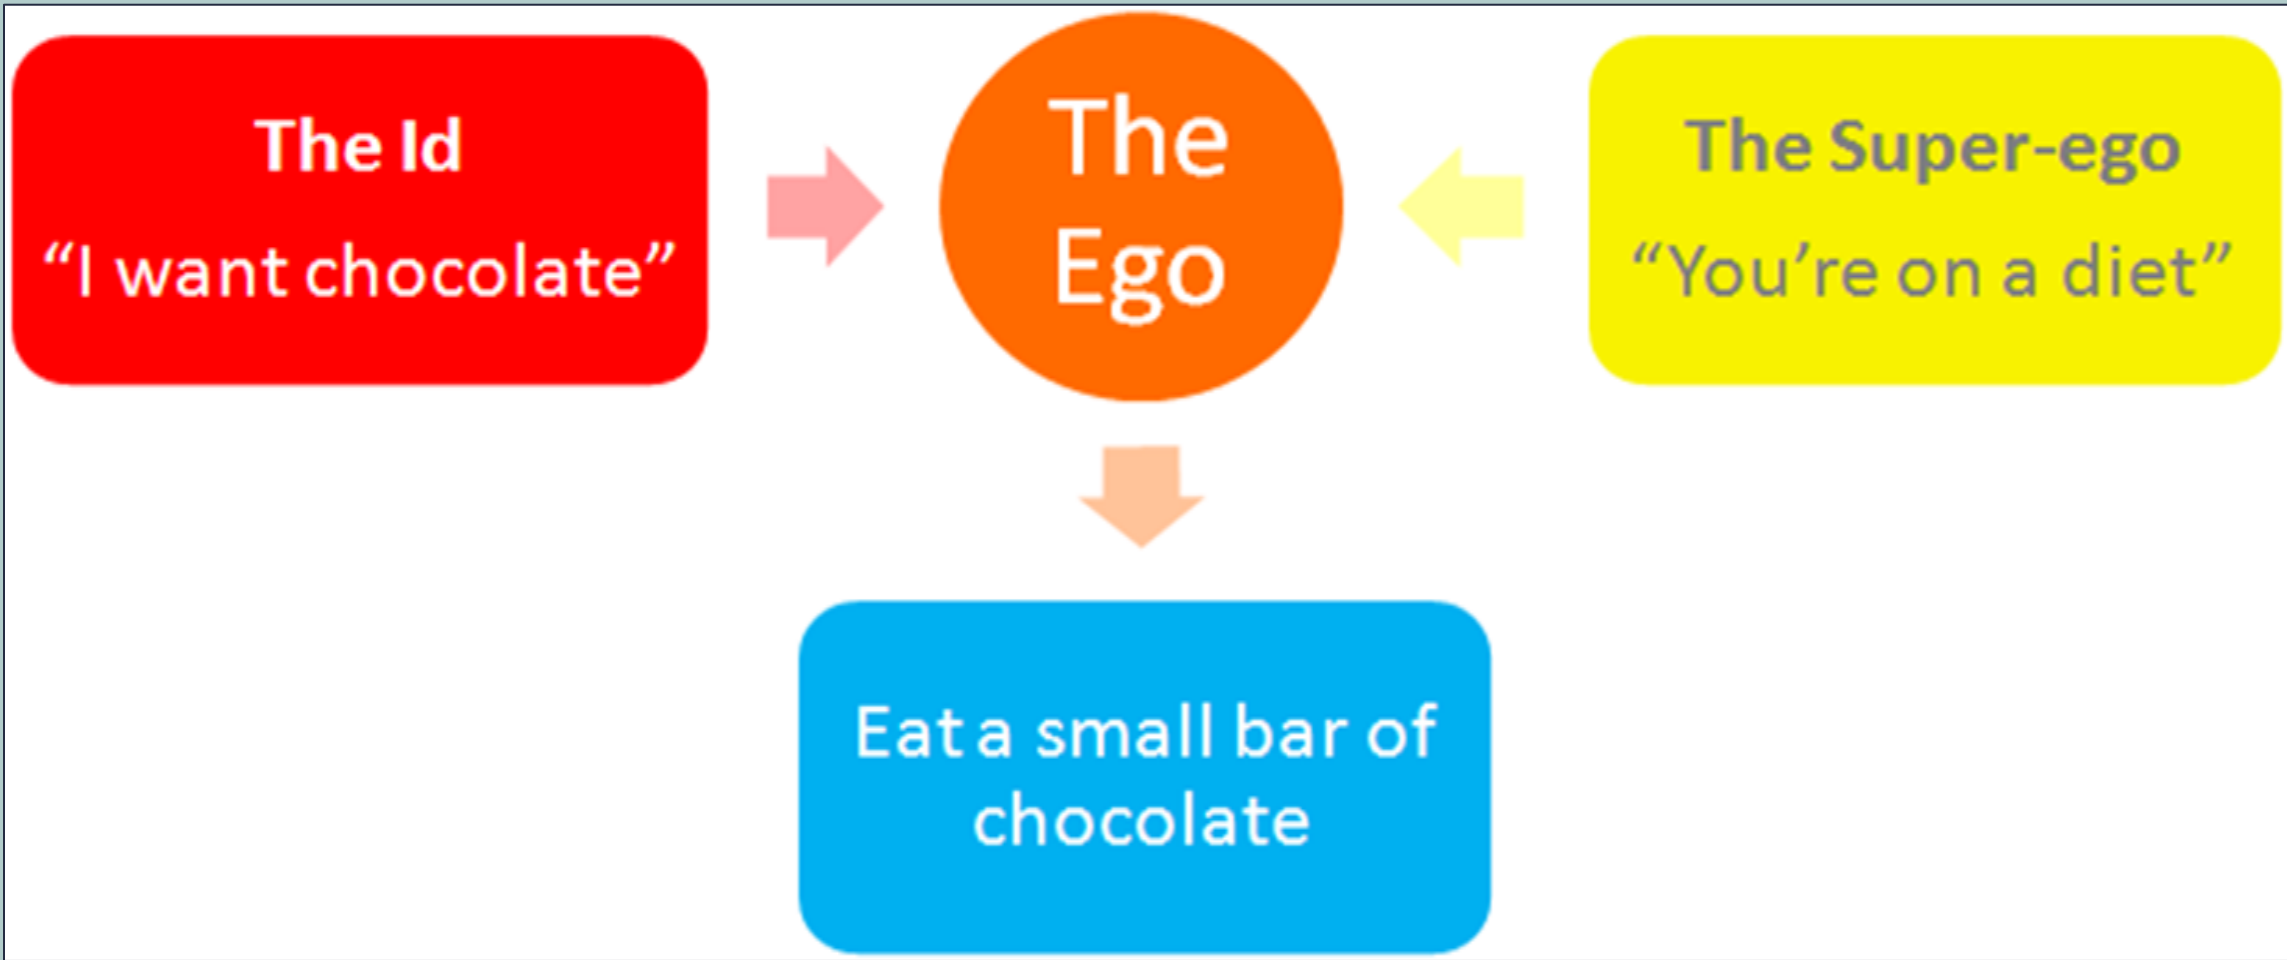 The Id
“I want chocolate”
The
Ego
The Super-ego
“You’re on a diet”
Eat a small bar of
chocolate